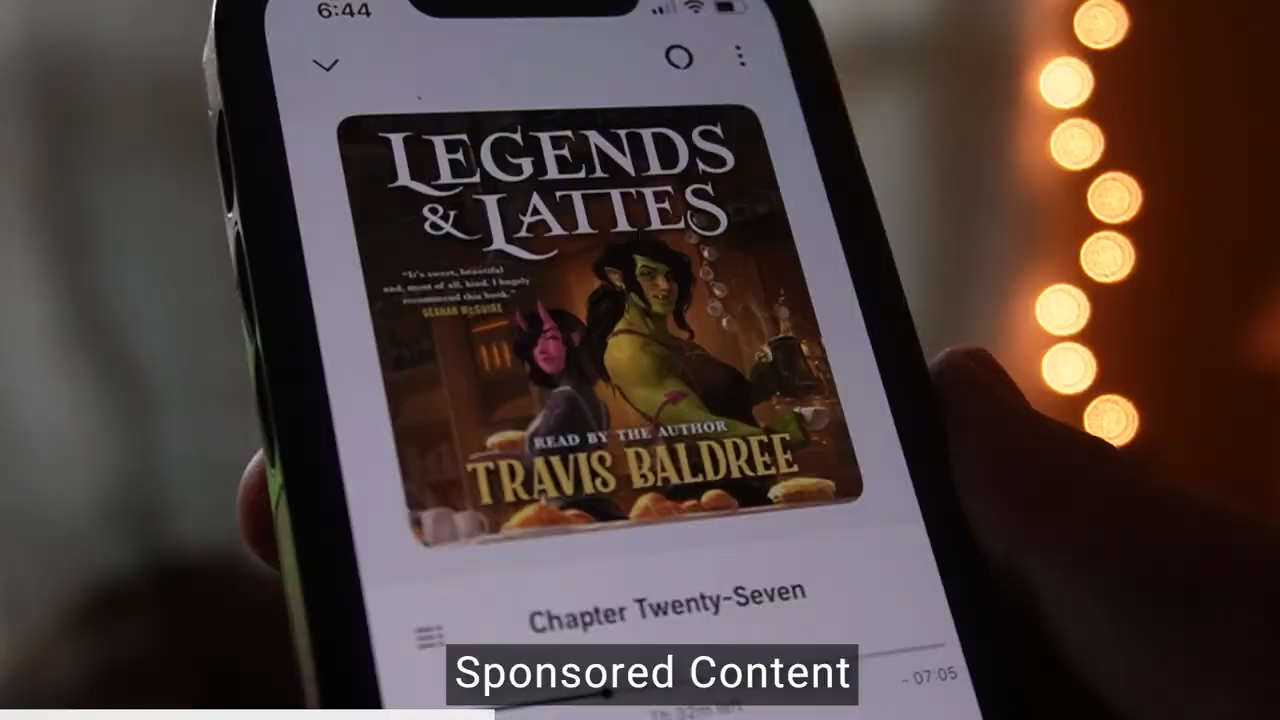 6:44
LEGENDS
& LATTES
"It's sweet, beautiful
and, most of all, kind. I hugely
recommend this book."
SEANAN McGUIRE
READ BY THE AUTHOR
TRAVIS BALDREE
Chapter Twenty-Seven
- 07:05
Sponsored Content